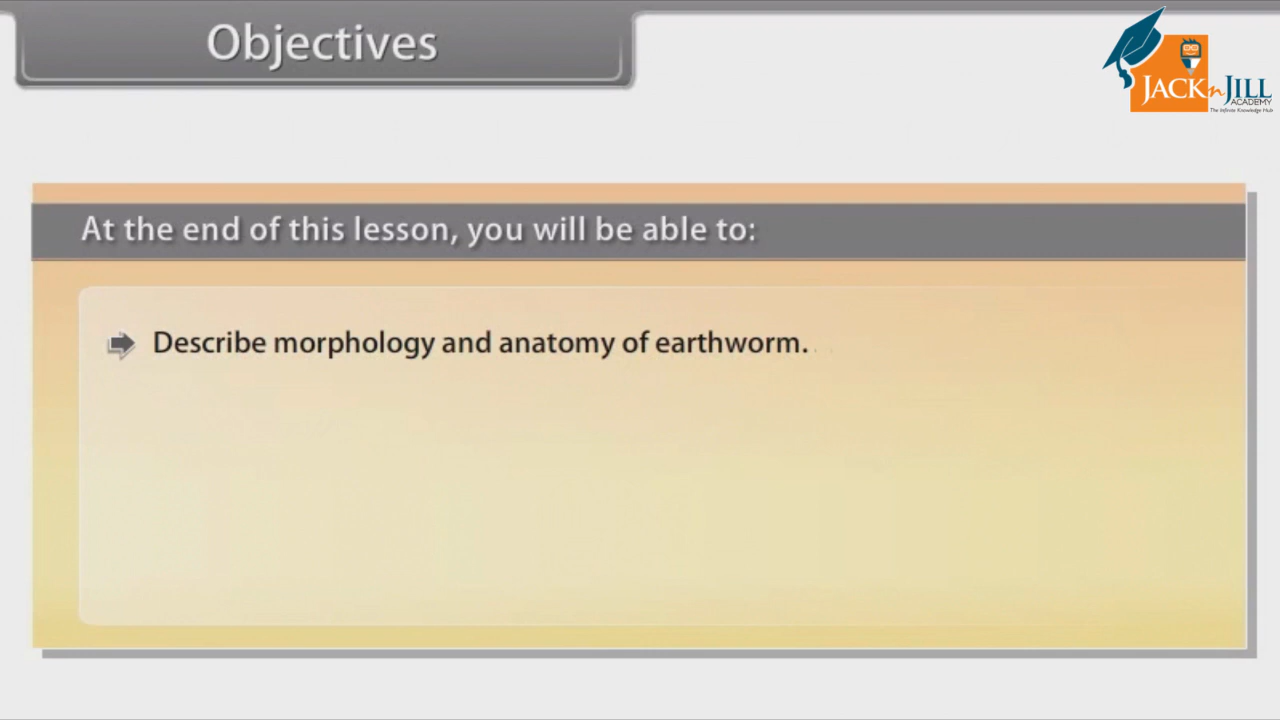 Objectives
JACK n JILL
ACADEMY
The Infinite Knowledge Hub
At the end of this lesson, you will be able to:
Describe morphology and anatomy of earthworm.